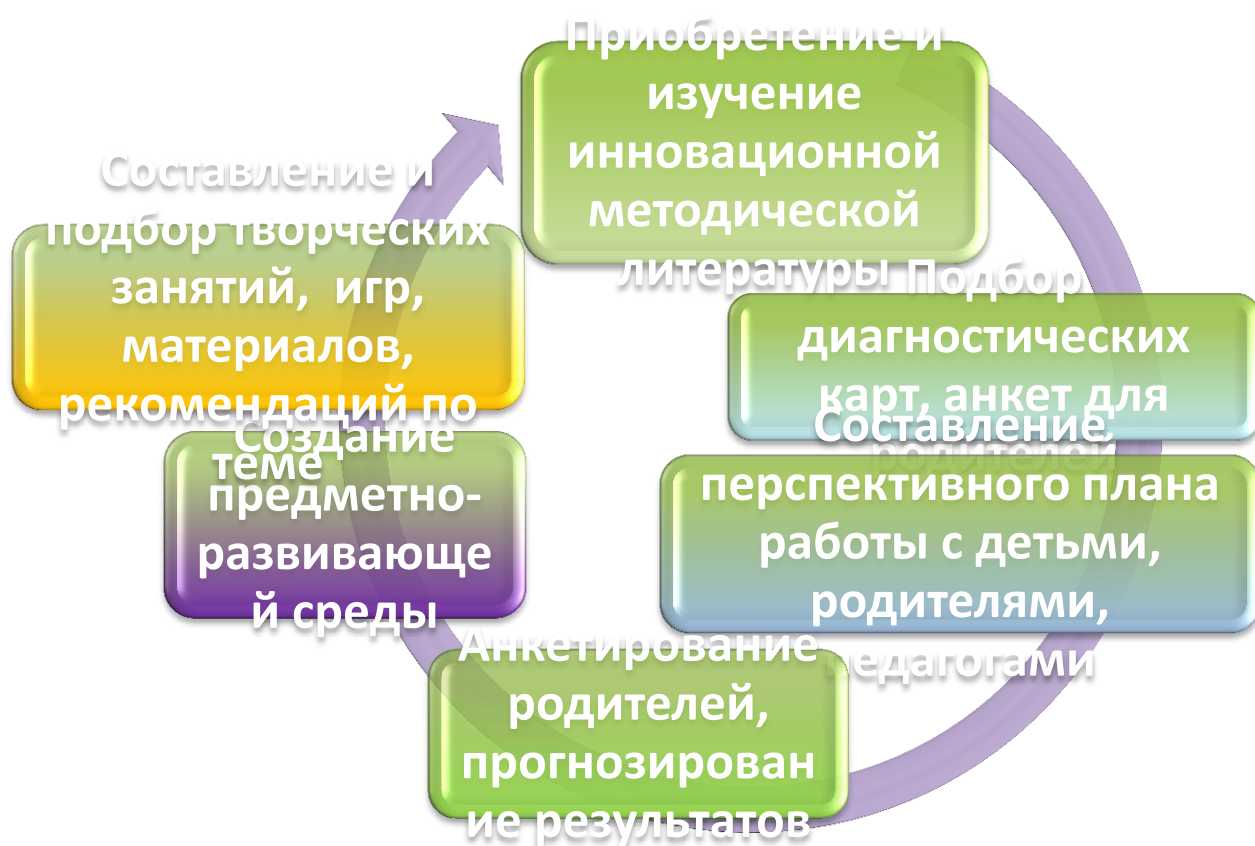 Приобретение и
изучение
инновационной
методической
литературы
Подбор
диагностических
карт, анкет для
родителей
Составление
перспективного плана
работы с детьми,
родителями,
педагогами
Анкетирование
родителей,
прогнозирован
ие результатов
Создание
предметно-
развивающе
й среды
Составление и
подбор творческих
занятий, игр,
материалов,
рекомендаций по
теме